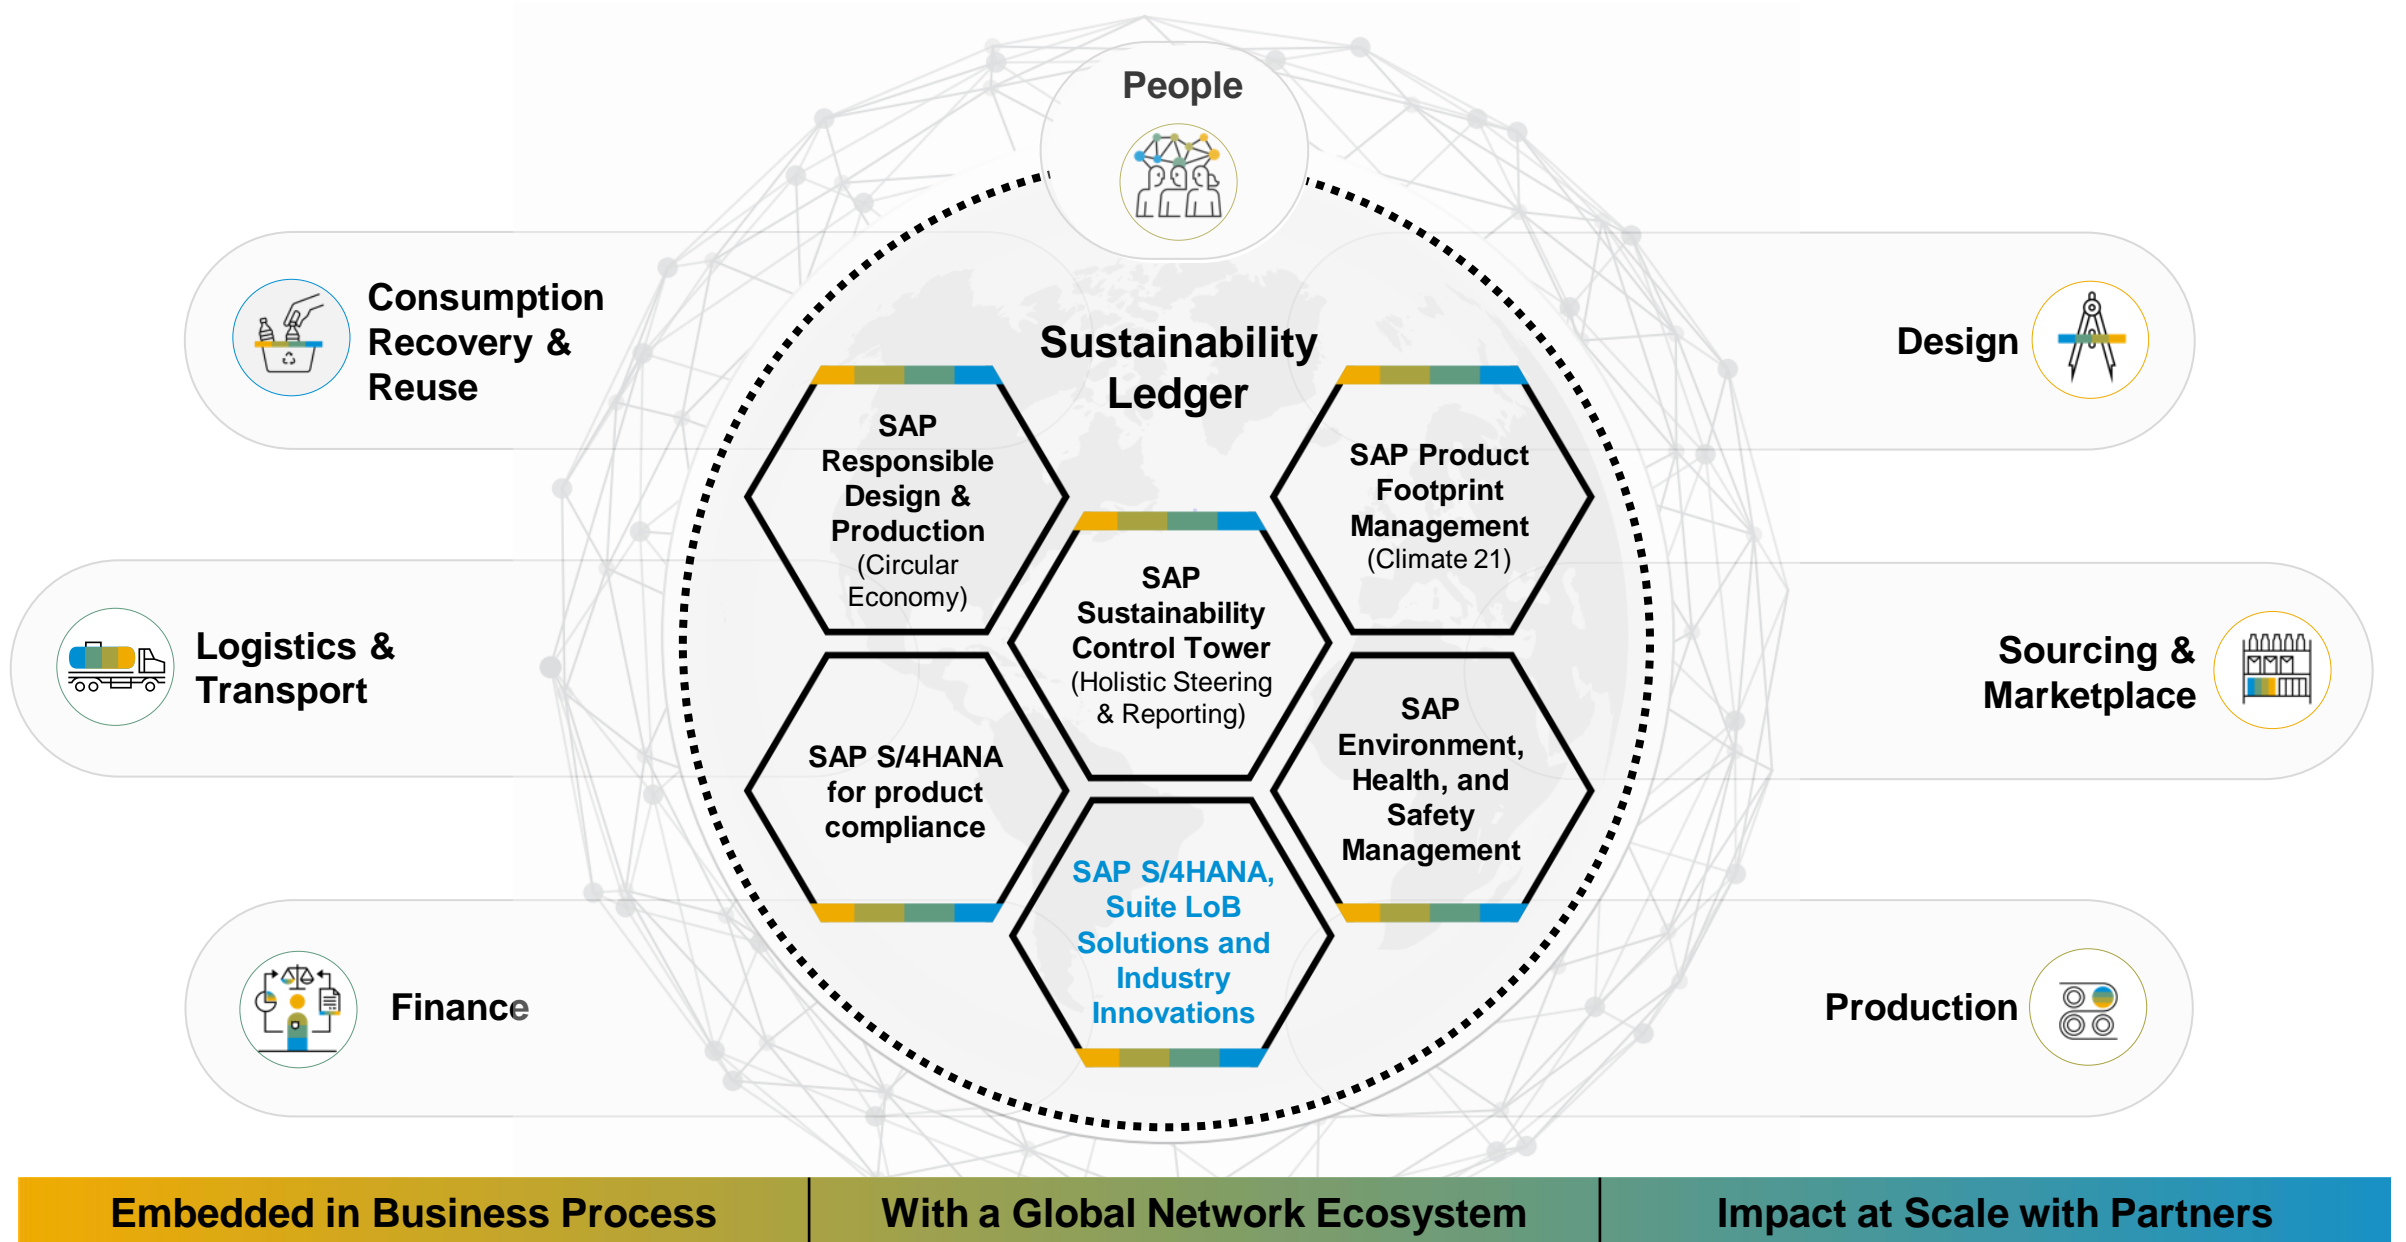 People
Consumption
Recovery &
Reuse
Design
Sustainability
Ledger
SAP
Responsible
Design &
Production
(Circular
Economy)
SAP Product
Footprint
Management
(Climate 21)
SAP
Sustainability
Control Tower
(Holistic Steering
& Reporting)
Logistics &
Transport
Sourcing &
Marketplace
SAP S/4HANA
for product
compliance
SAP
Environment,
Health, and
Safety
Management
SAP S/4HANA,
Suite LoB
Solutions and
Industry
Innovations
Finance
Production
Embedded in Business Process
With a Global Network Ecosystem
Impact at Scale with Partners